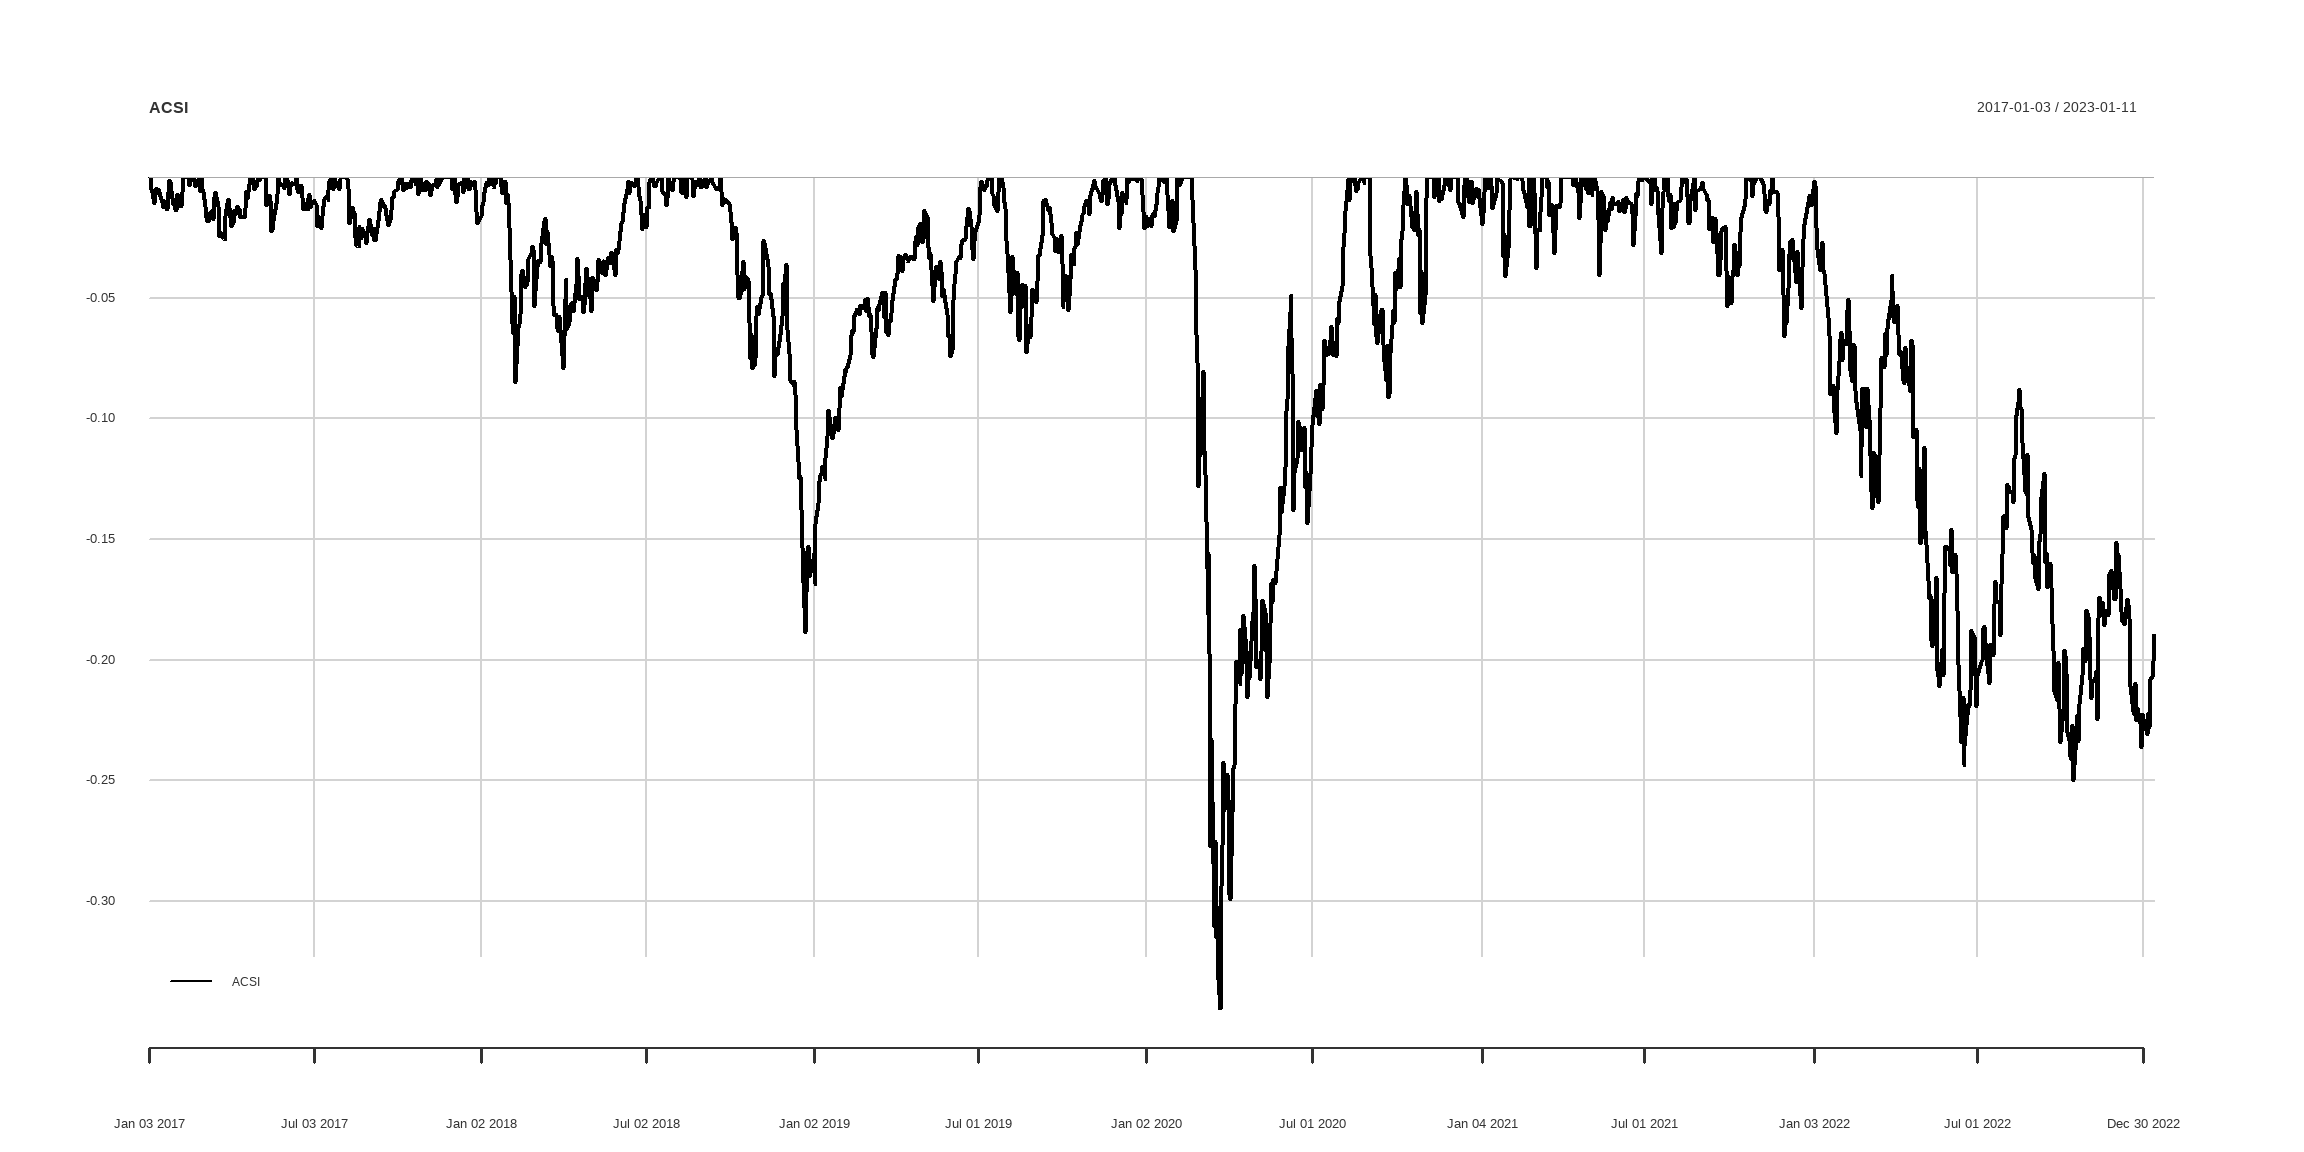 ACSI
2017-01-03 / 2023-01-11
-0.05
-0.10
-0.15
-0.20
-0.25
-0.30
ACSI
Jan 03 2017
Jul 03 2017
Jan 02 2018
Jul 02 2018
Jan 02 2019
Jul 01 2019
Jan 02 2020
Jul 01 2020
Jan 04 2021
Jul 01 2021
Jan 03 2022
Jul 01 2022
Dec 30 2022